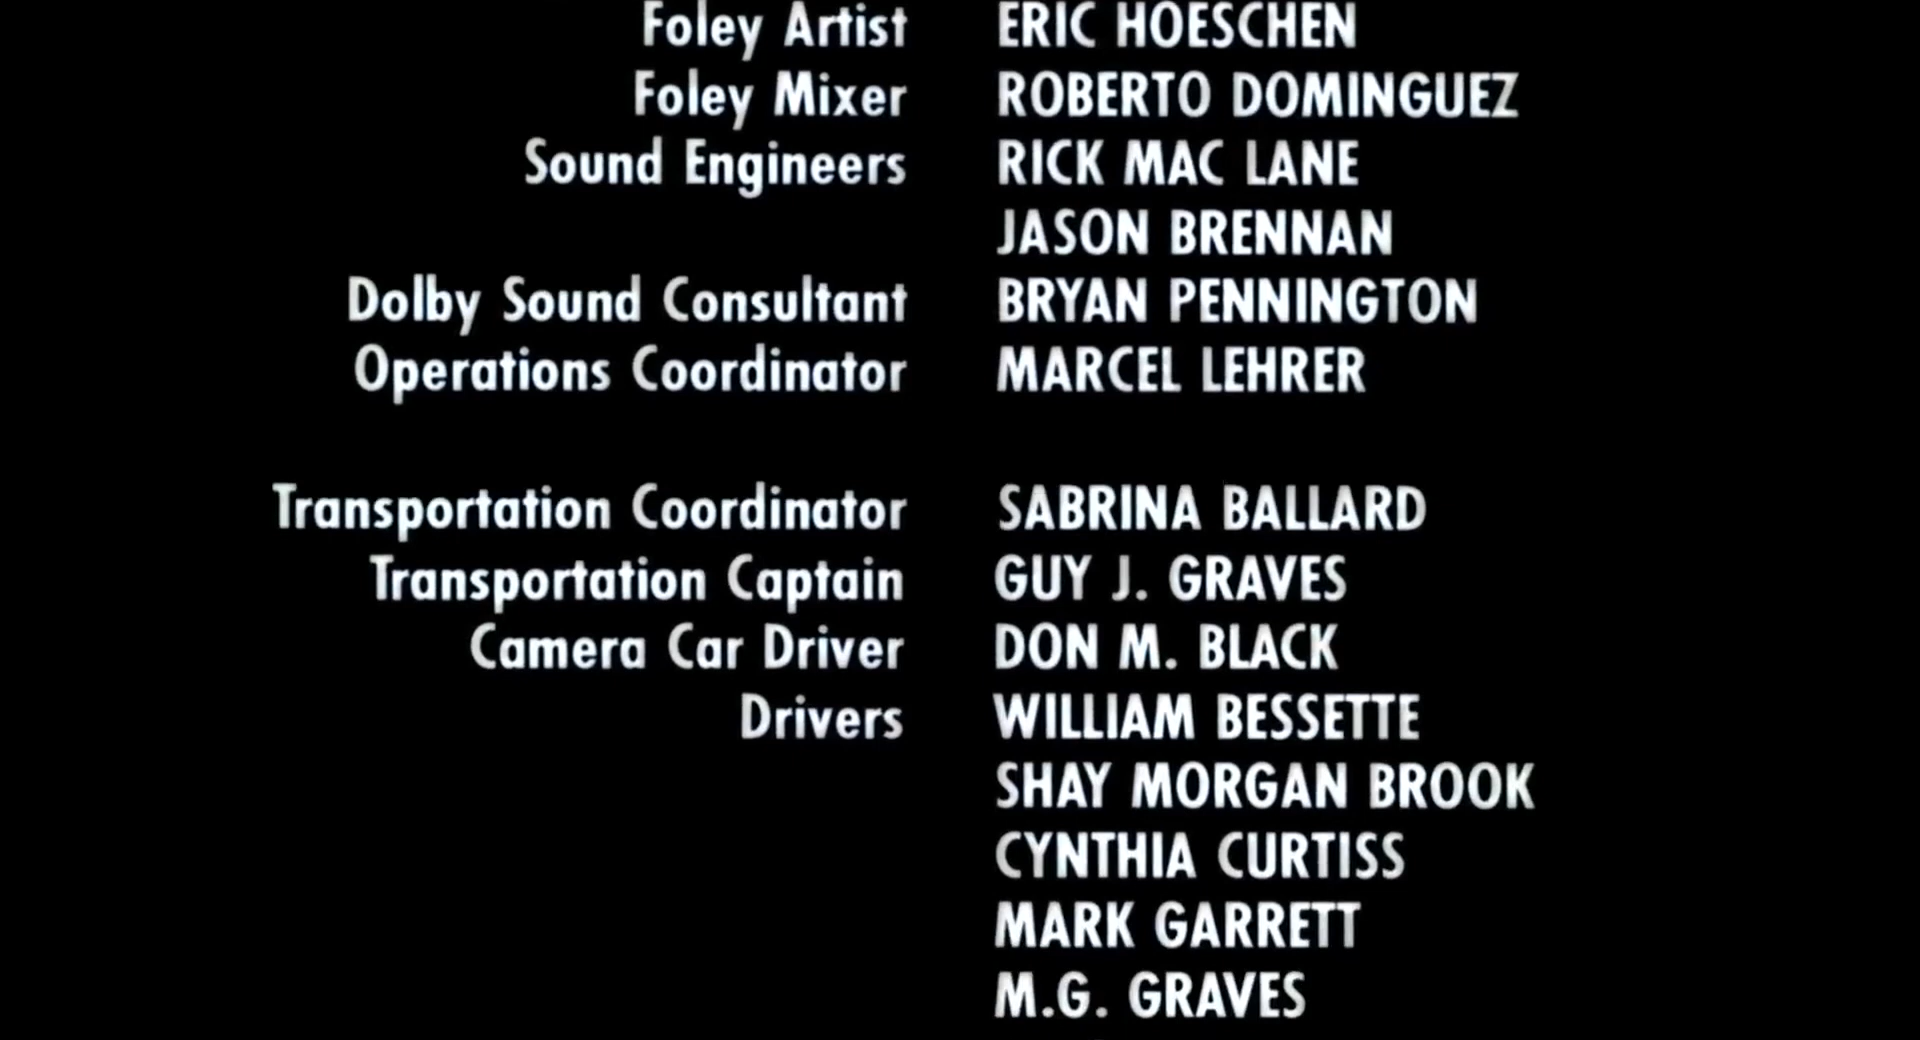 Foley Artist ERIC HOESCHEN
Foley Mixer ROBERTO DOMINGUEZ
Sound Engineers RICK MAC LANE
JASON BRENNAN
Dolby Sound Consultant BRYAN PENNINGTON
Operations Coordinator MARCEL LEHRER
Transportation Coordinator SABRINA BALLARD
Transportation Captain GUY J. GRAVES
Camera Car Driver DON M. BLACK
Drivers WILLIAM BESSETTE
SHAY MORGAN BROOK
CYNTHIA CURTISS
MARK GARRETT
M.G. GRAVES